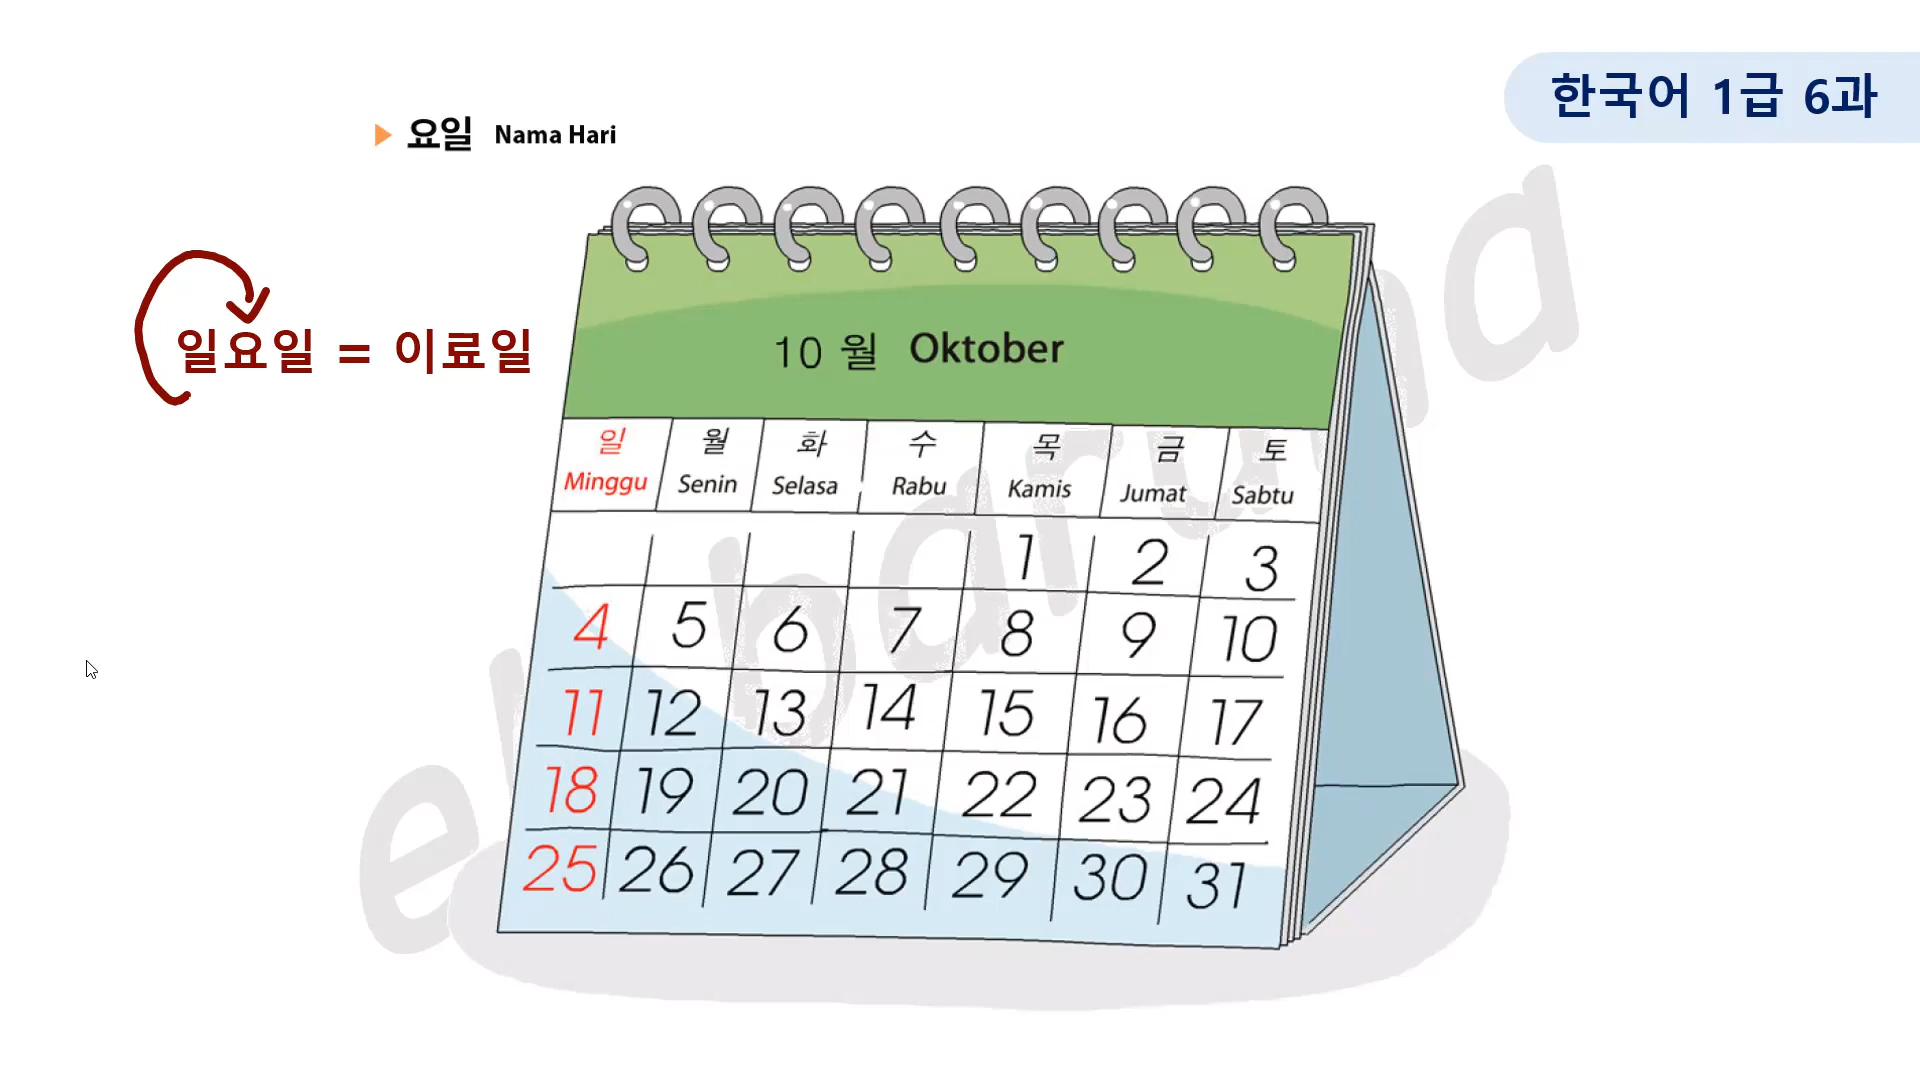 한국어 1급 6과
요일 Nama Hari
일요일 = 이료일
10 월 Oktober
일 월 화 수 목 금 토
Minggu Senin Selasa Rabu Kamis Jumat Sabtu
1 2 3
4 5 6 7 8 9 10
11 12 13 14 15 16 17
18 19 20 21 22 23 24
25 26 27 28 29 30 31